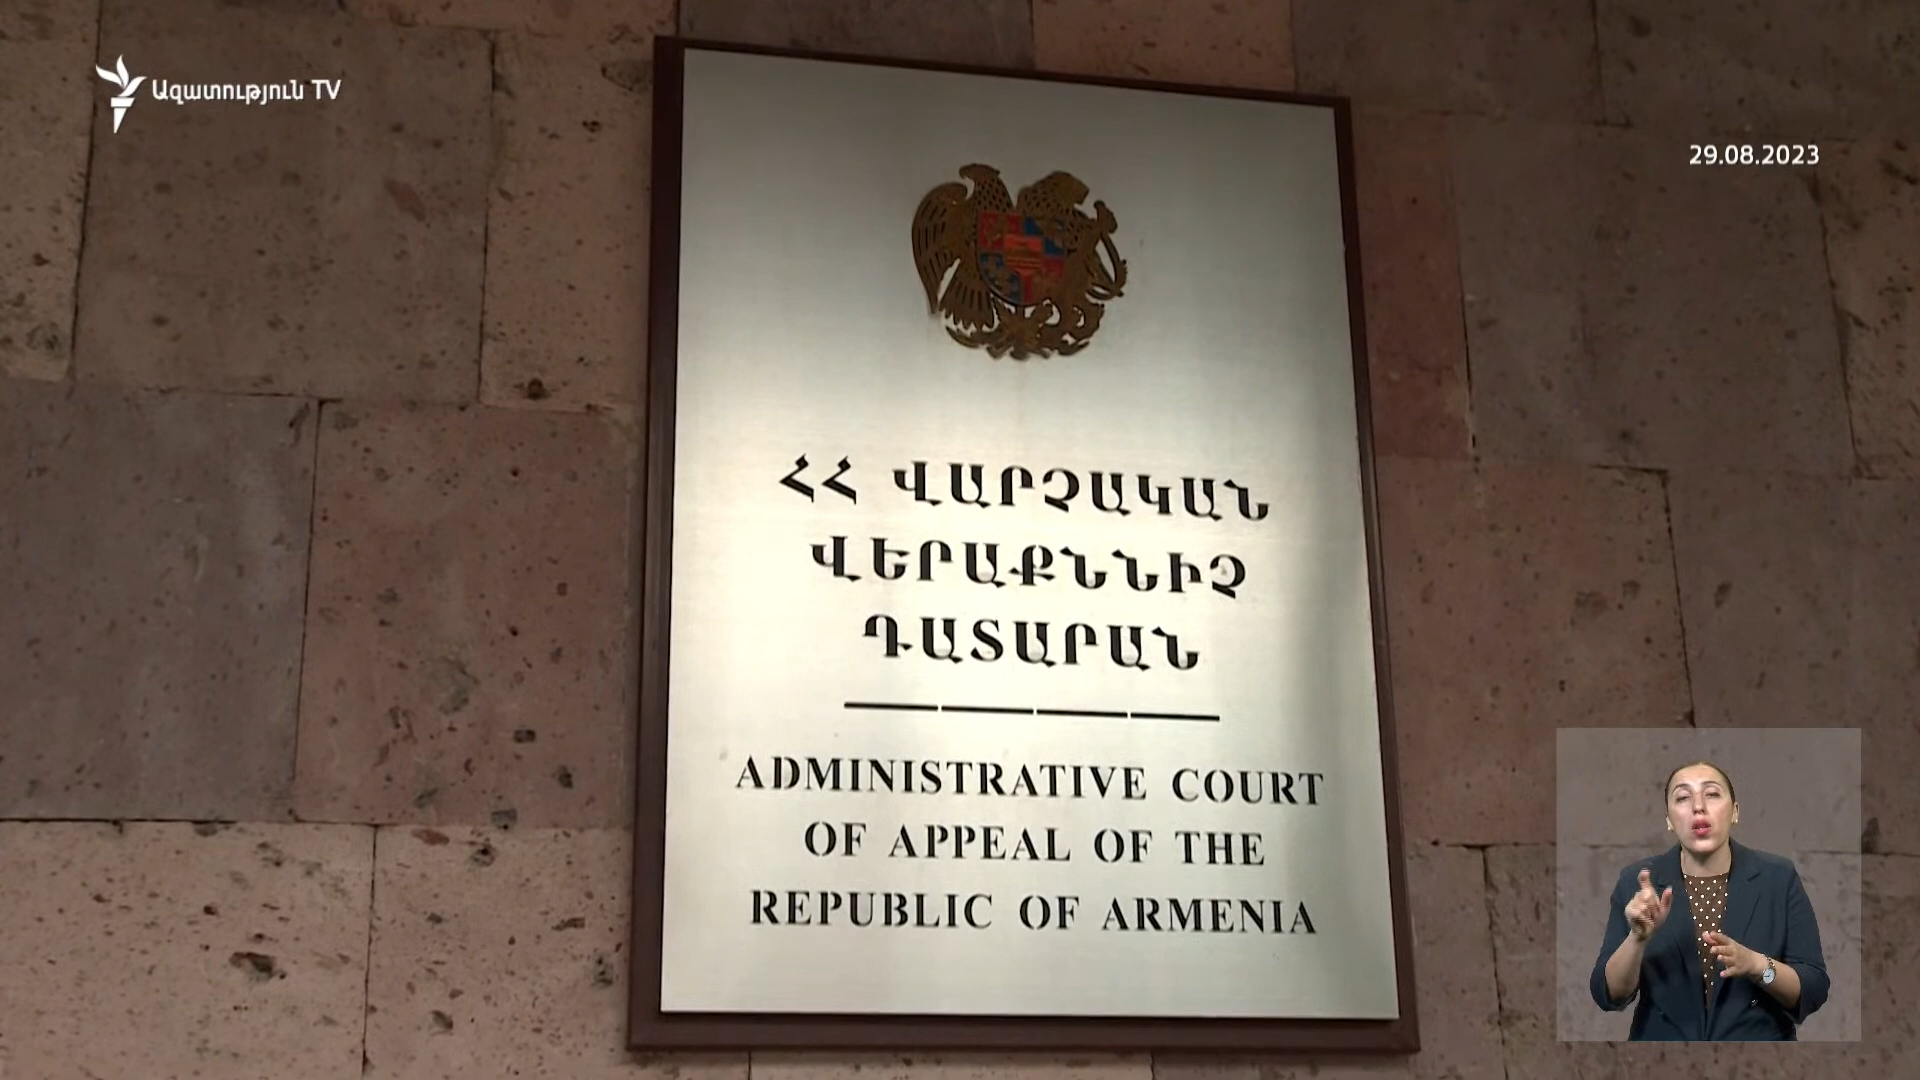 Ազատություն TV
29.08.2023
ՀՀ ՎԱՐՉԱԿԱՆ
ՎԵՐԱՔՆՆԻՉ
ԴԱՏԱՐԱՆ
ADMINISTRATIVE COURT
OF APPEAL OF THE
REPUBLIC OF ARMENIA